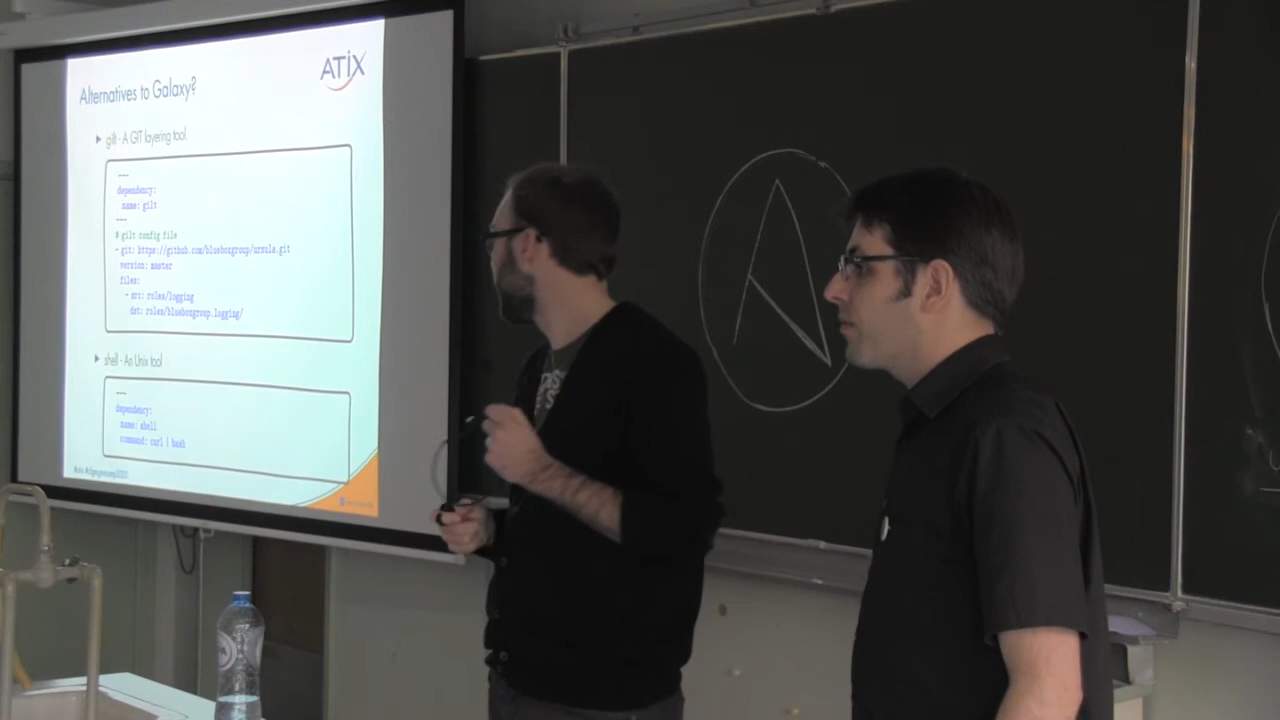 ATIX
Alternatives to Galaxy?
gilt - A GIT layering tool
---
dependency:
name: gilt
---
# gilt config file
- git: https://github.com/blueboxgroup/ursula.git
version: master
files:
- src: roles/logging
dst: roles/blueboxgroup.logging/
shell - An Unix tool
---
dependency:
name: shell
command: curl | bash